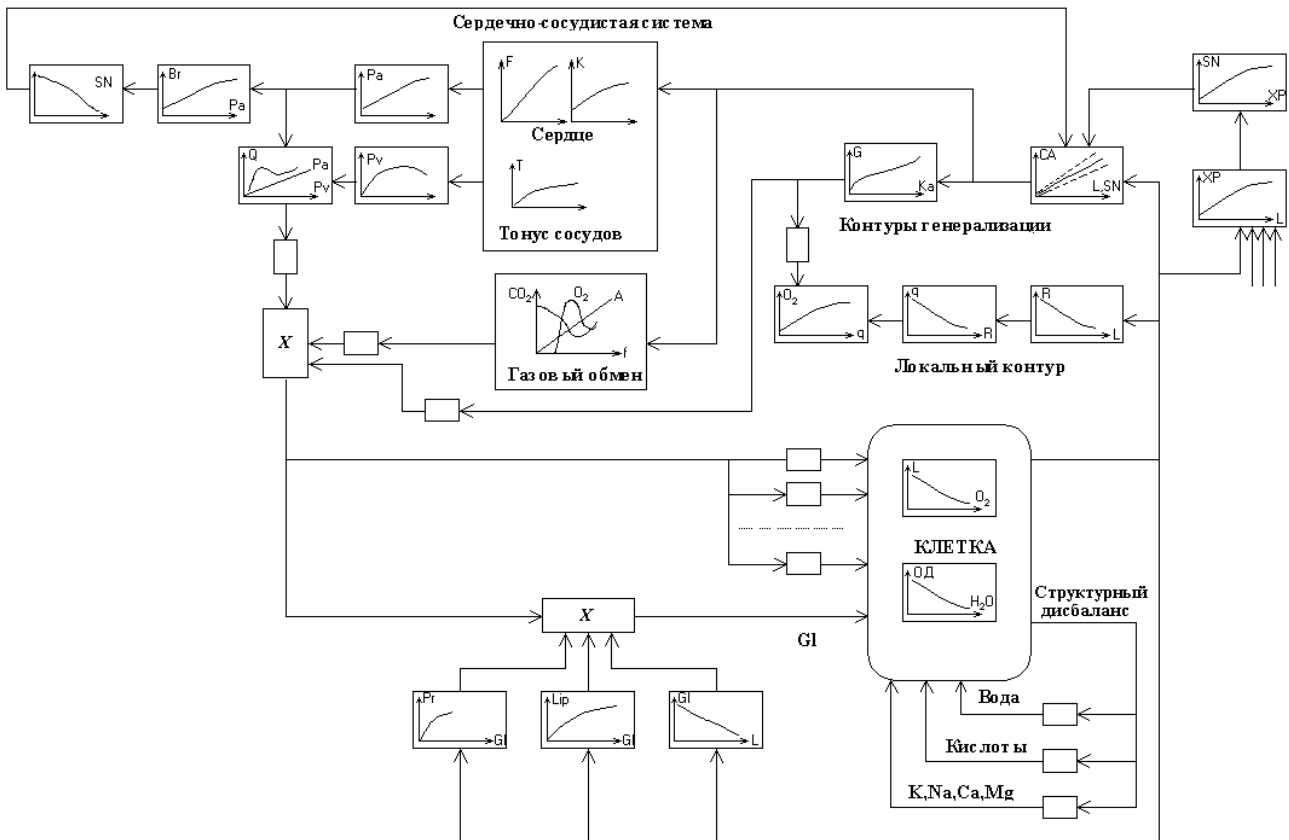 Сердечно-сосудистая система
SN
Br
Pa
Pa
F
K
Сердце
SN
XP
Q
Pa
Pv
Pv
T
Тонус сосудов
G
Ka
CA
L,SN
XP
L
Контуры генерализации
CO₂
O₂
A
f
Газовый обмен
X
O₂
q
q
R
R
L
Локальный контур
L
O₂
КЛЕТКА
ОД
H₂O
Структурный
дисбаланс
X
Gl
Pr
Gl
Lip
Gl
Gl
L
Вода
Кислоты
K,Na,Ca,Mg